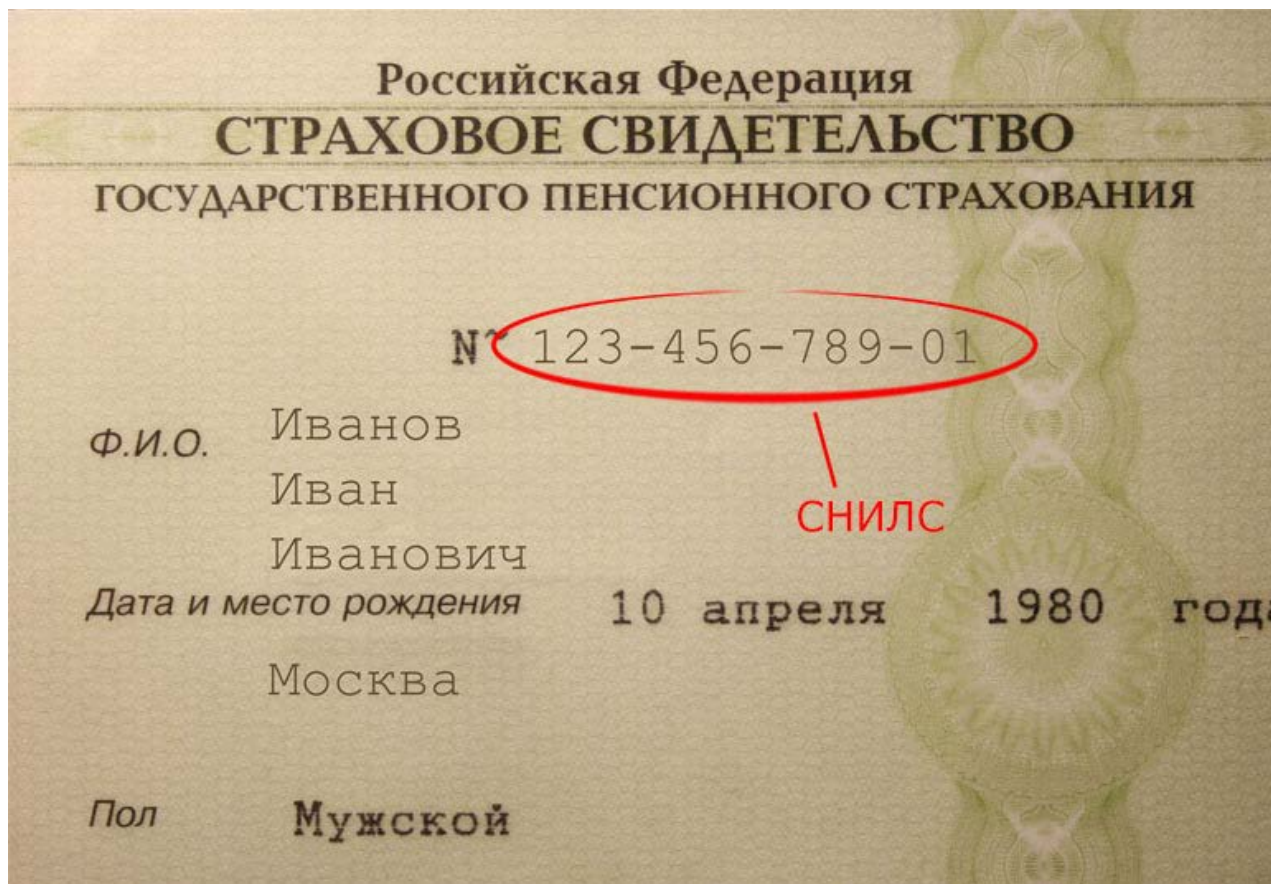 Российская Федерация
СТРАХОВОЕ СВИДЕТЕЛЬСТВО
ГОСУДАРСТВЕННОГО ПЕНСИОННОГО СТРАХОВАНИЯ
N~ 123-456-789-01
Ф.И.О. Иванов
Иван
СНИЛС
Иванович
Дата и место рождения 10 апреля 1980 года
Москва
Пол Мужской